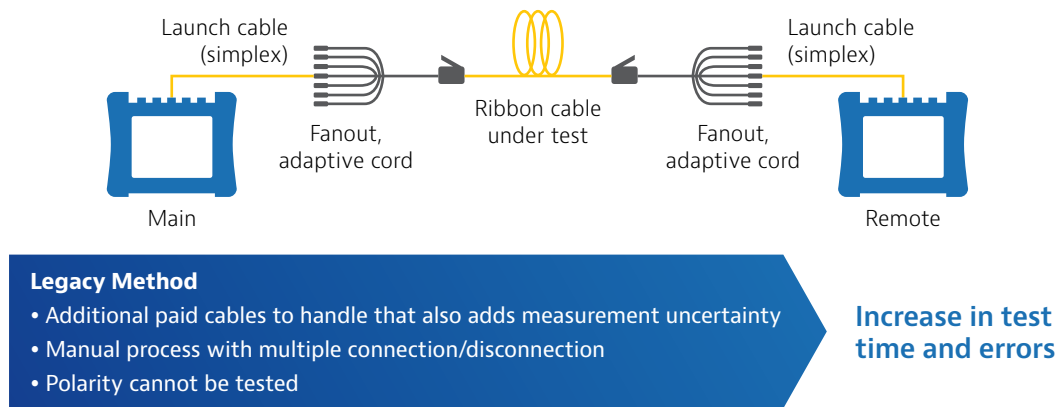 Launch cable
(simplex)
Launch cable
(simplex)
Fanout,
adaptive cord
Ribbon cable
under test
Fanout,
adaptive cord
Main
Remote
Legacy Method
• Additional paid cables to handle that also adds measurement uncertainty
• Manual process with multiple connection/disconnection
• Polarity cannot be tested
Increase in test
time and errors